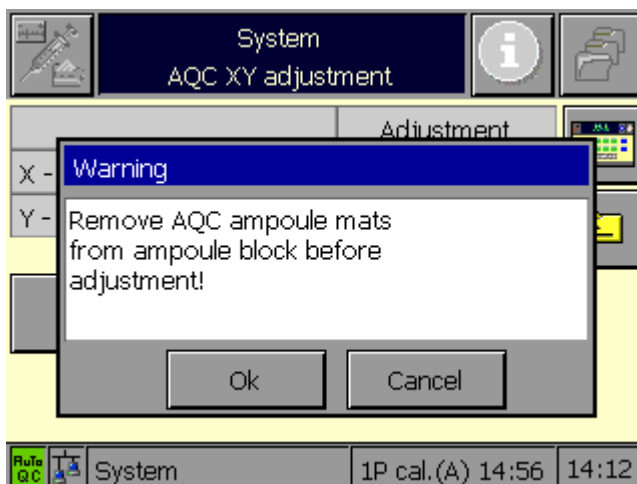 System
AQC XY adjustment
Adjustment
X -
Y -
Warning
Remove AQC ampoule mats
from ampoule block before
adjustment!
Ok
Cancel
AuTo
QC
System
1P cal.(A) 14:56
14:12